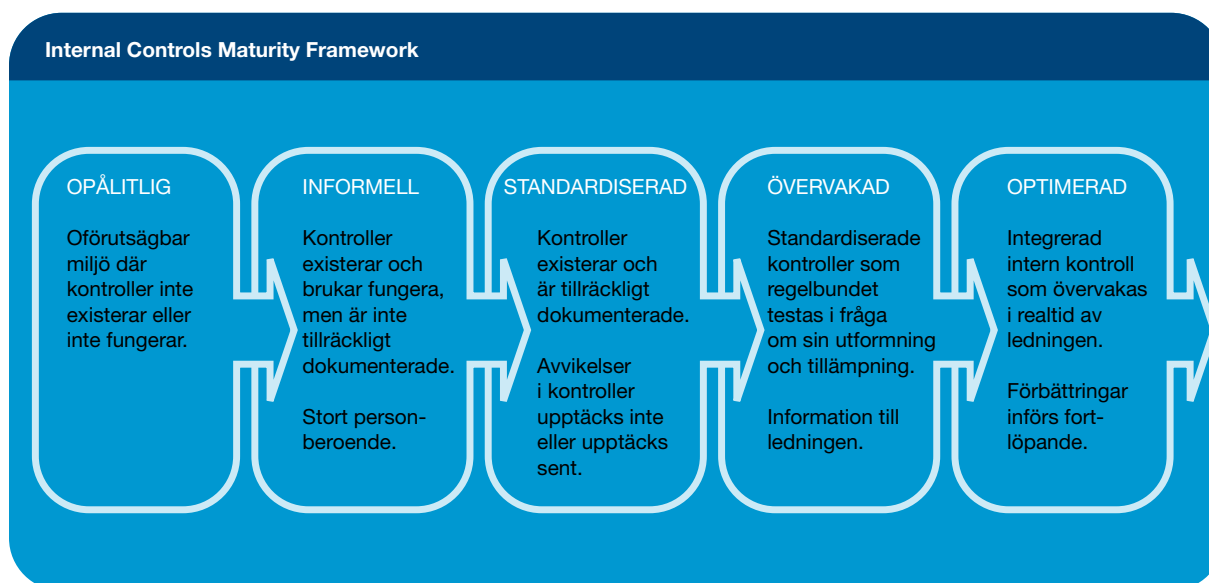 Internal Controls Maturity Framework
OPÅLITLIG
Oförutsägbar
miljö där
kontroller inte
existerar eller
inte fungerar.
INFORMELL
Kontroller
existerar och
brukar fungera,
men är inte
tillräckligt
dokumenterade.
Stort person-
beroende.
STANDARDISERAD
Kontroller
existerar och
är tillräckligt
dokumenterade.
Avvikelser
i kontroller
upptäcks inte
eller upptäcks
sent.
ÖVERVAKAD
Standardiserade
kontroller som
regelbundet
testas i fråga
om sin utformning
och tillämpning.
Information till
ledningen.
OPTIMERAD
Integrerad
intern kontroll
som övervakas
i realtid av
ledningen.
Förbättringar
införs fort-
löpande.